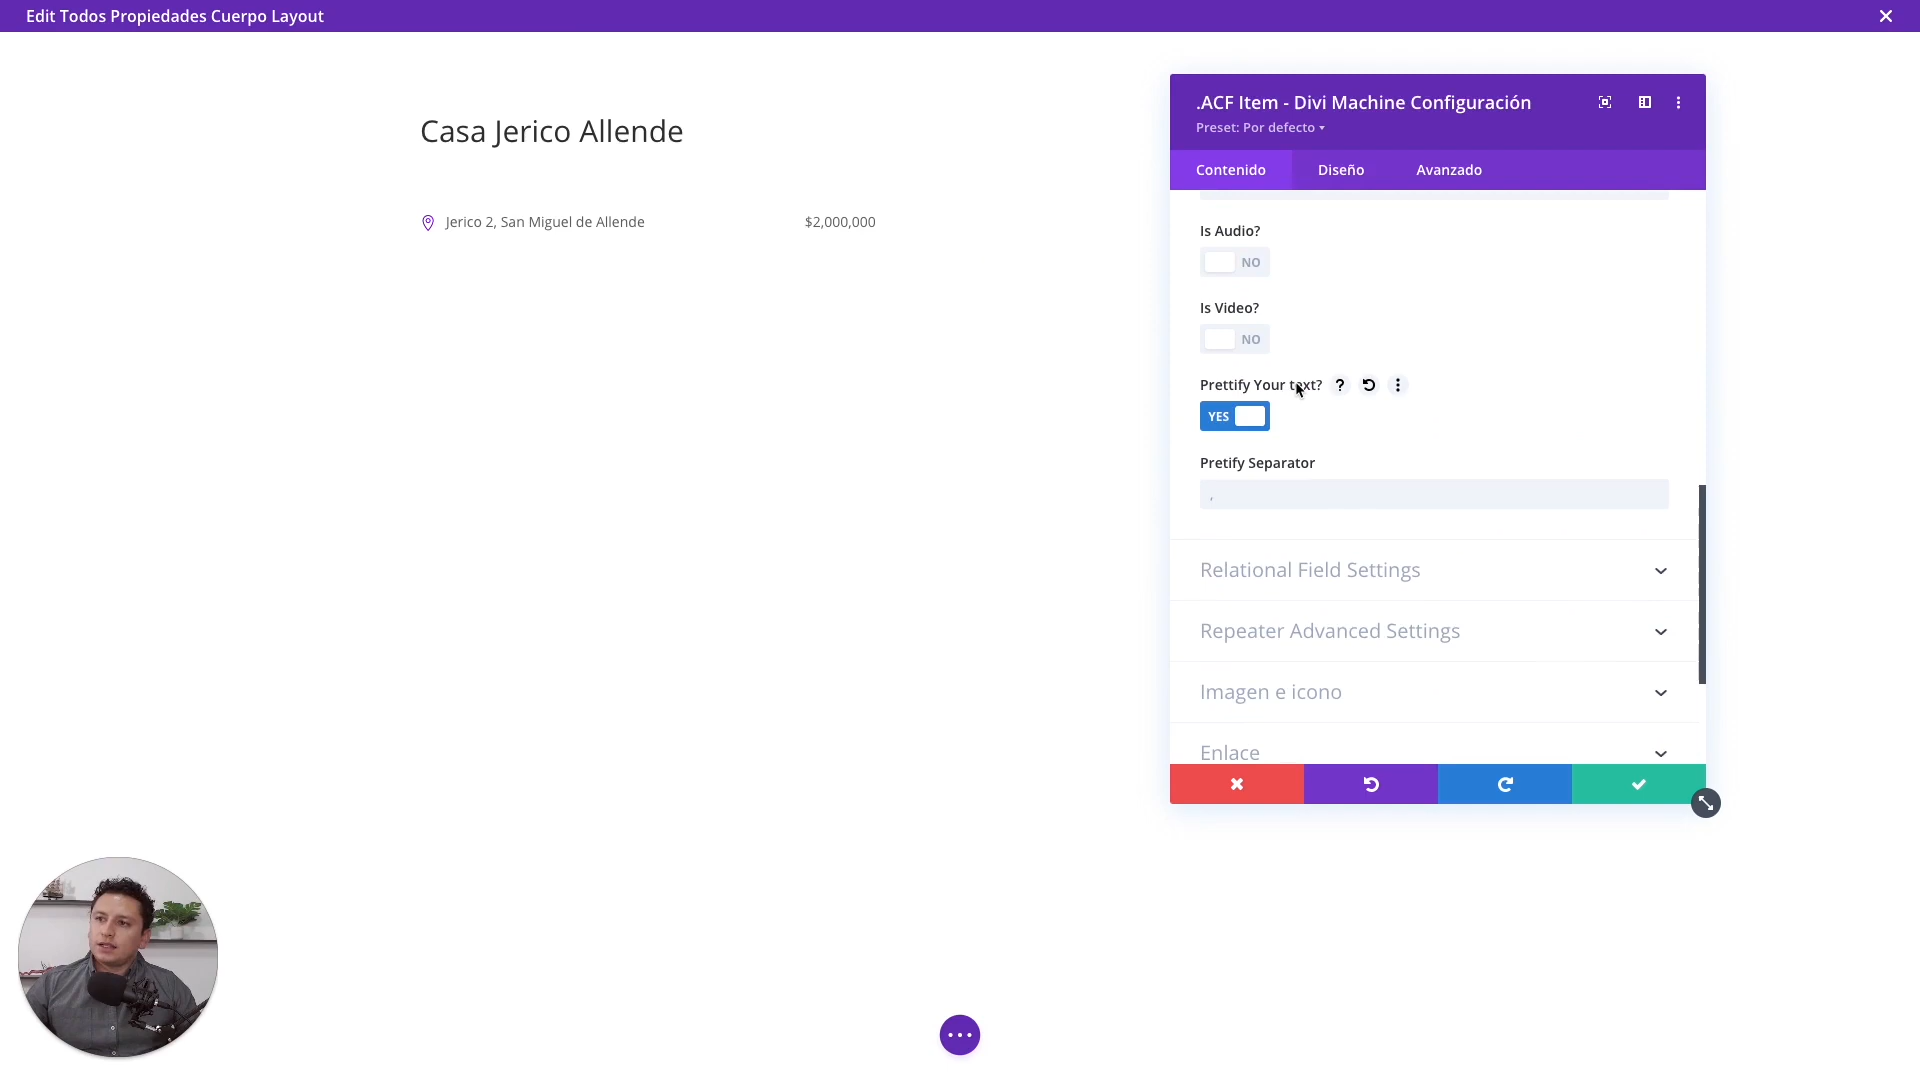 Edit Todos Propiedades Cuerpo Layout
Casa Jerico Allende
Jerico 2, San Miguel de Allende
$2,000,000
.ACF Item - Divi Machine Configuración
Preset: Por defecto
Contenido
Diseño
Avanzado
Is Audio?
NO
Is Video?
NO
Prettify Your text?
YES
Pretify Separator
,
Relational Field Settings
Repeater Advanced Settings
Imagen e icono
Enlace